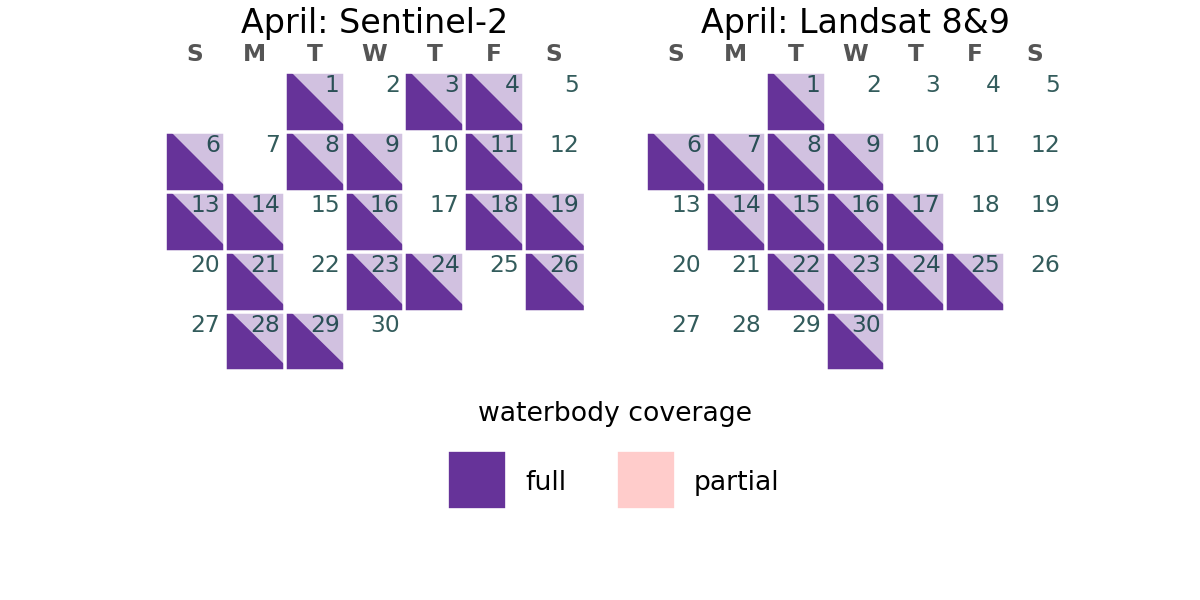 April: Sentinel-2
S M T W T F S
1 2 3 4 5
6 7 8 9 10 11 12
13 14 15 16 17 18 19
20 21 22 23 24 25 26
27 28 29 30
April: Landsat 8&9
S M T W T F S
1 2 3 4 5
6 7 8 9 10 11 12
13 14 15 16 17 18 19
20 21 22 23 24 25 26
27 28 29 30
waterbody coverage
full
partial